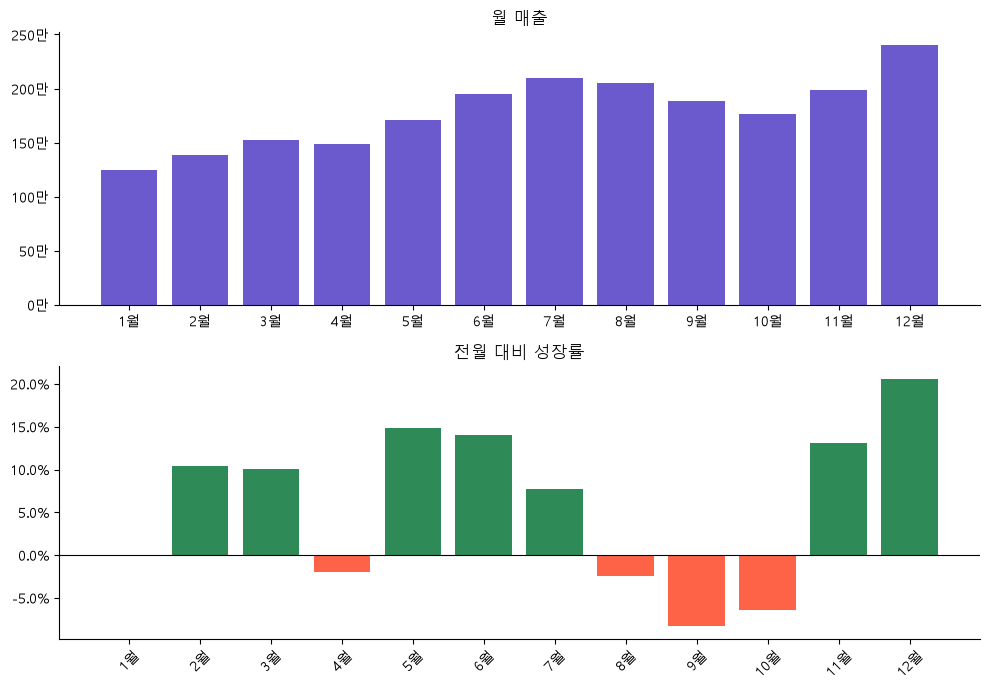 월 매출
250만
200만
150만
100만
50만
0만
1월 2월 3월 4월 5월 6월 7월 8월 9월 10월 11월 12월
전월 대비 성장률
20.0%
15.0%
10.0%
5.0%
0.0%
-5.0%
1월 2월 3월 4월 5월 6월 7월 8월 9월 10월 11월 12월